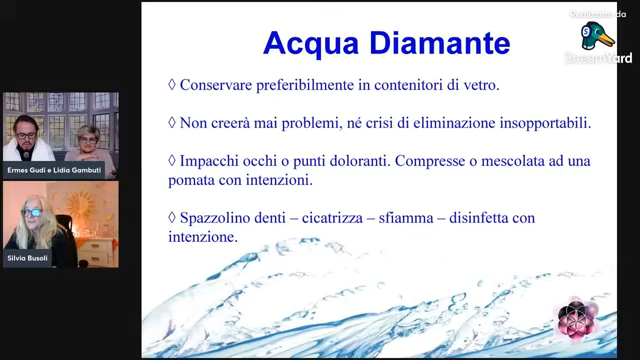 Realizzato da
StreamYard
Acqua Diamante
◊ Conservare preferibilmente in contenitori di vetro.
◊ Non creerà mai problemi, né crisi di eliminazione insopportabili.
◊ Impacchi occhi o punti doloranti. Compresse o mescolata ad una
pomata con intenzioni.
◊ Spazzolino denti – cicatrizza – sfiamma – disinfetta con
intenzione.
Ermes Gudi e Lidia Gambuti
Silvia Busoli